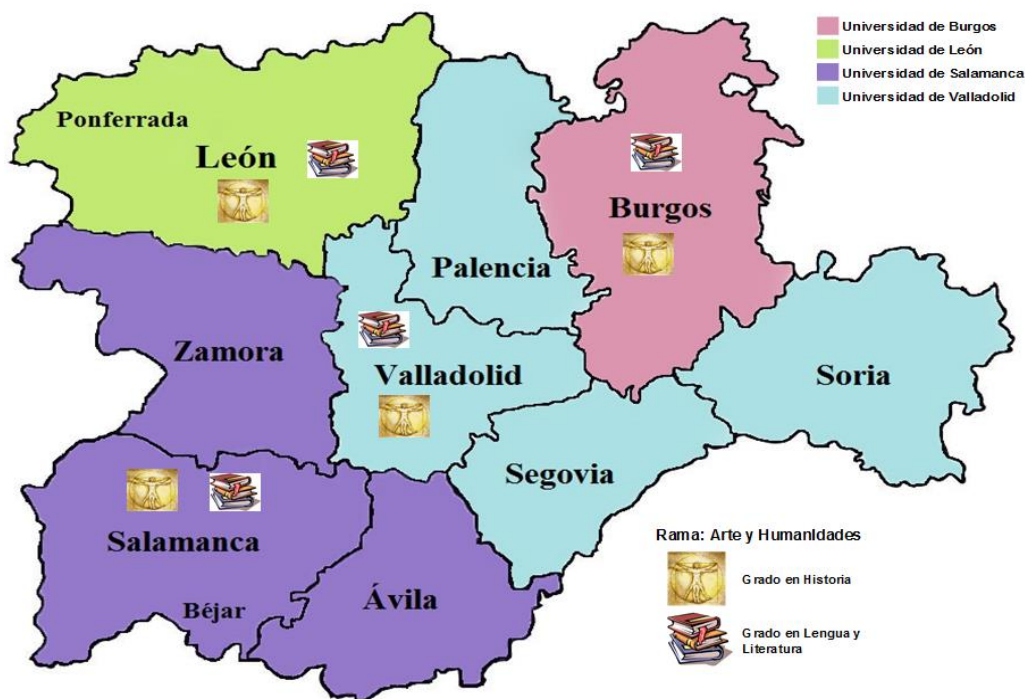 Universidad de Burgos
Universidad de León
Universidad de Salamanca
Universidad de Valladolid
Ponferrada
León
Burgos
Palencia
Zamora
Valladolid
Soria
Segovia
Salamanca
Ávila
Béjar
Rama: Arte y Humanidades
Grado en Historia
Grado en Lengua y
Literatura